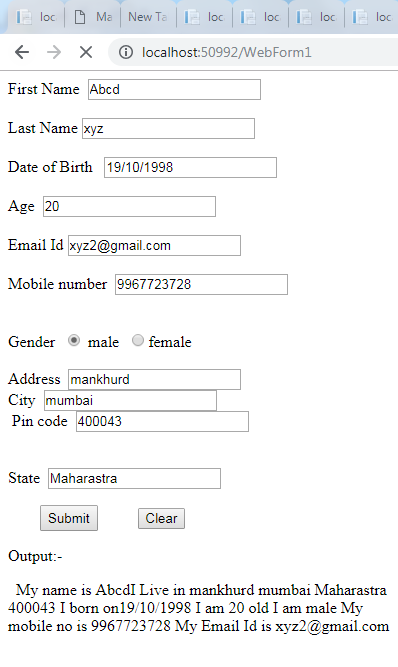 loc Ma New Ta loc loc loc loc
localhost:50992/WebForm1
First Name Abcd
Last Name xyz
Date of Birth 19/10/1998
Age 20
Email Id xyz2@gmail.com
Mobile number 9967723728
Gender male female
Address mankhurd
City mumbai
Pin code 400043
State Maharastra
Submit Clear
Output:-
My name is AbcdI Live in mankhurd mumbai Maharastra
400043 I born on19/10/1998 I am 20 old I am male My
mobile no is 9967723728 My Email Id is xyz2@gmail.com